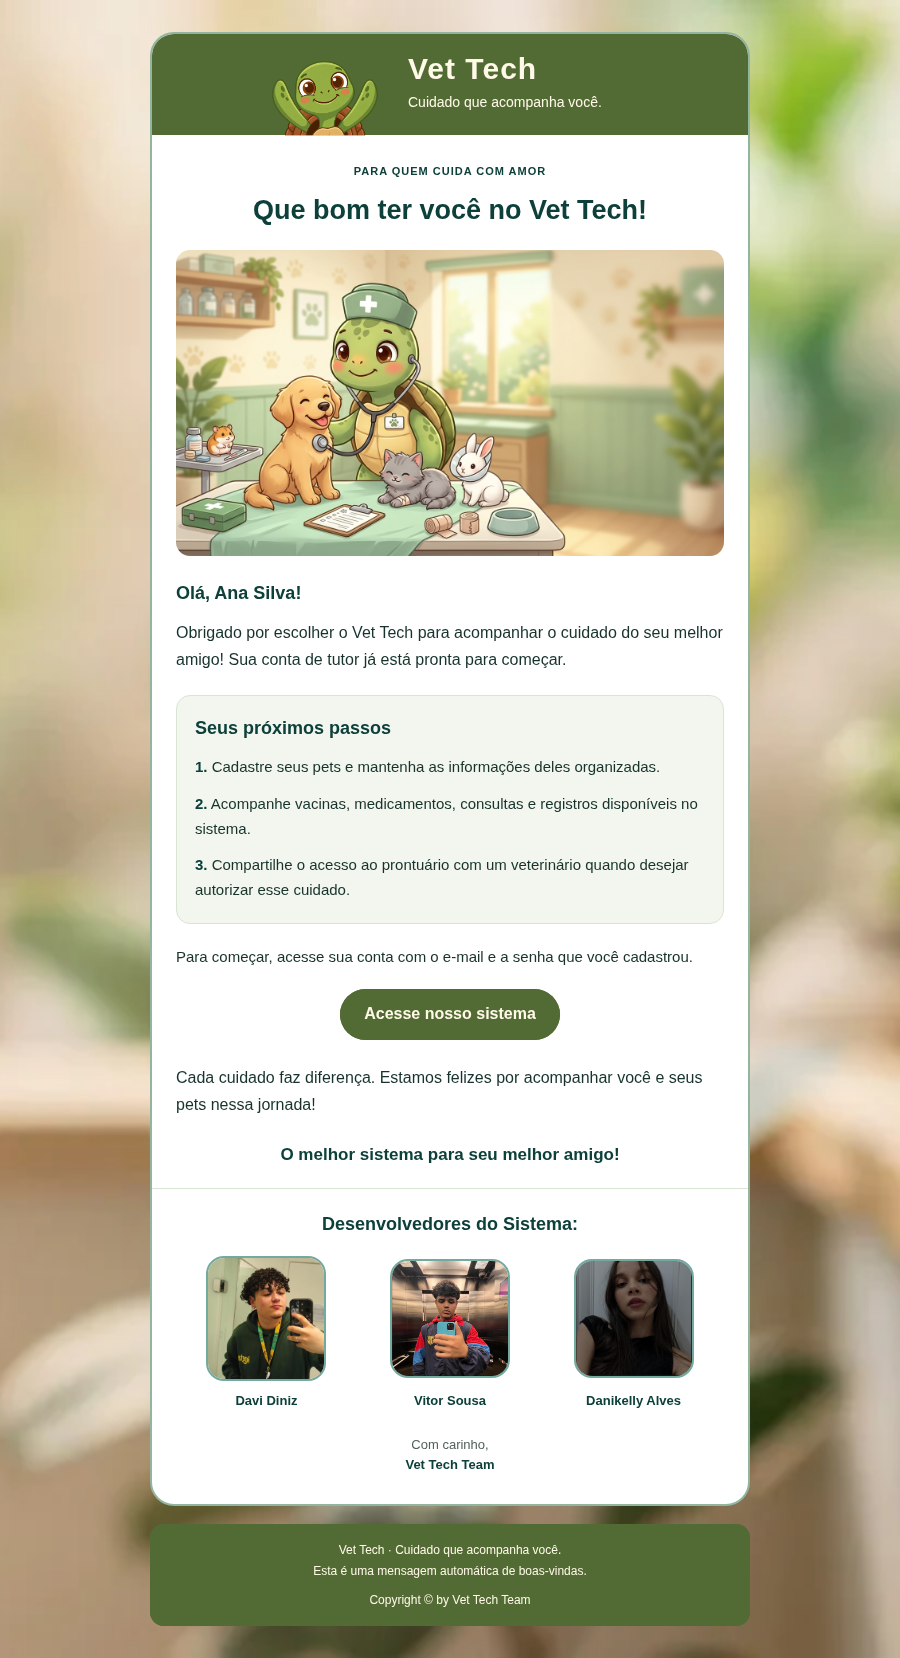 Vet Tech
Cuidado que acompanha você.
PARA QUEM CUIDA COM AMOR
Que bom ter você no Vet Tech!
Olá, Ana Silva!
Obrigado por escolher o Vet Tech para acompanhar o cuidado do seu melhor
amigo! Sua conta de tutor já está pronta para começar.
Seus próximos passos
1. Cadastre seus pets e mantenha as informações deles organizadas.
2. Acompanhe vacinas, medicamentos, consultas e registros disponíveis no
sistema.
3. Compartilhe o acesso ao prontuário com um veterinário quando desejar
autorizar esse cuidado.
Para começar, acesse sua conta com o e-mail e a senha que você cadastrou.
Acesse nosso sistema
Cada cuidado faz diferença. Estamos felizes por acompanhar você e seus
pets nessa jornada!
O melhor sistema para seu melhor amigo!
Desenvolvedores do Sistema:
Davi Diniz
Vitor Sousa
Danikelly Alves
Com carinho,
Vet Tech Team
Vet Tech · Cuidado que acompanha você.
Esta é uma mensagem automática de boas-vindas.
Copyright © by Vet Tech Team